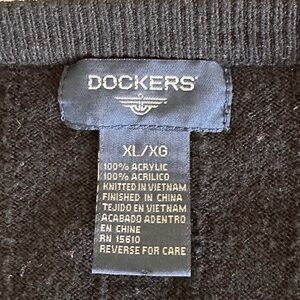 DOCKERS
XL/XG
100% ACRYLIC
100% ACRILICO
KNITTED IN VIETNAM
FINISHED IN CHINA
TEJIDO EN VIETNAM
ACABADO ADENTRO
EN CHINE
RN 15610
REVERSE FOR CARE